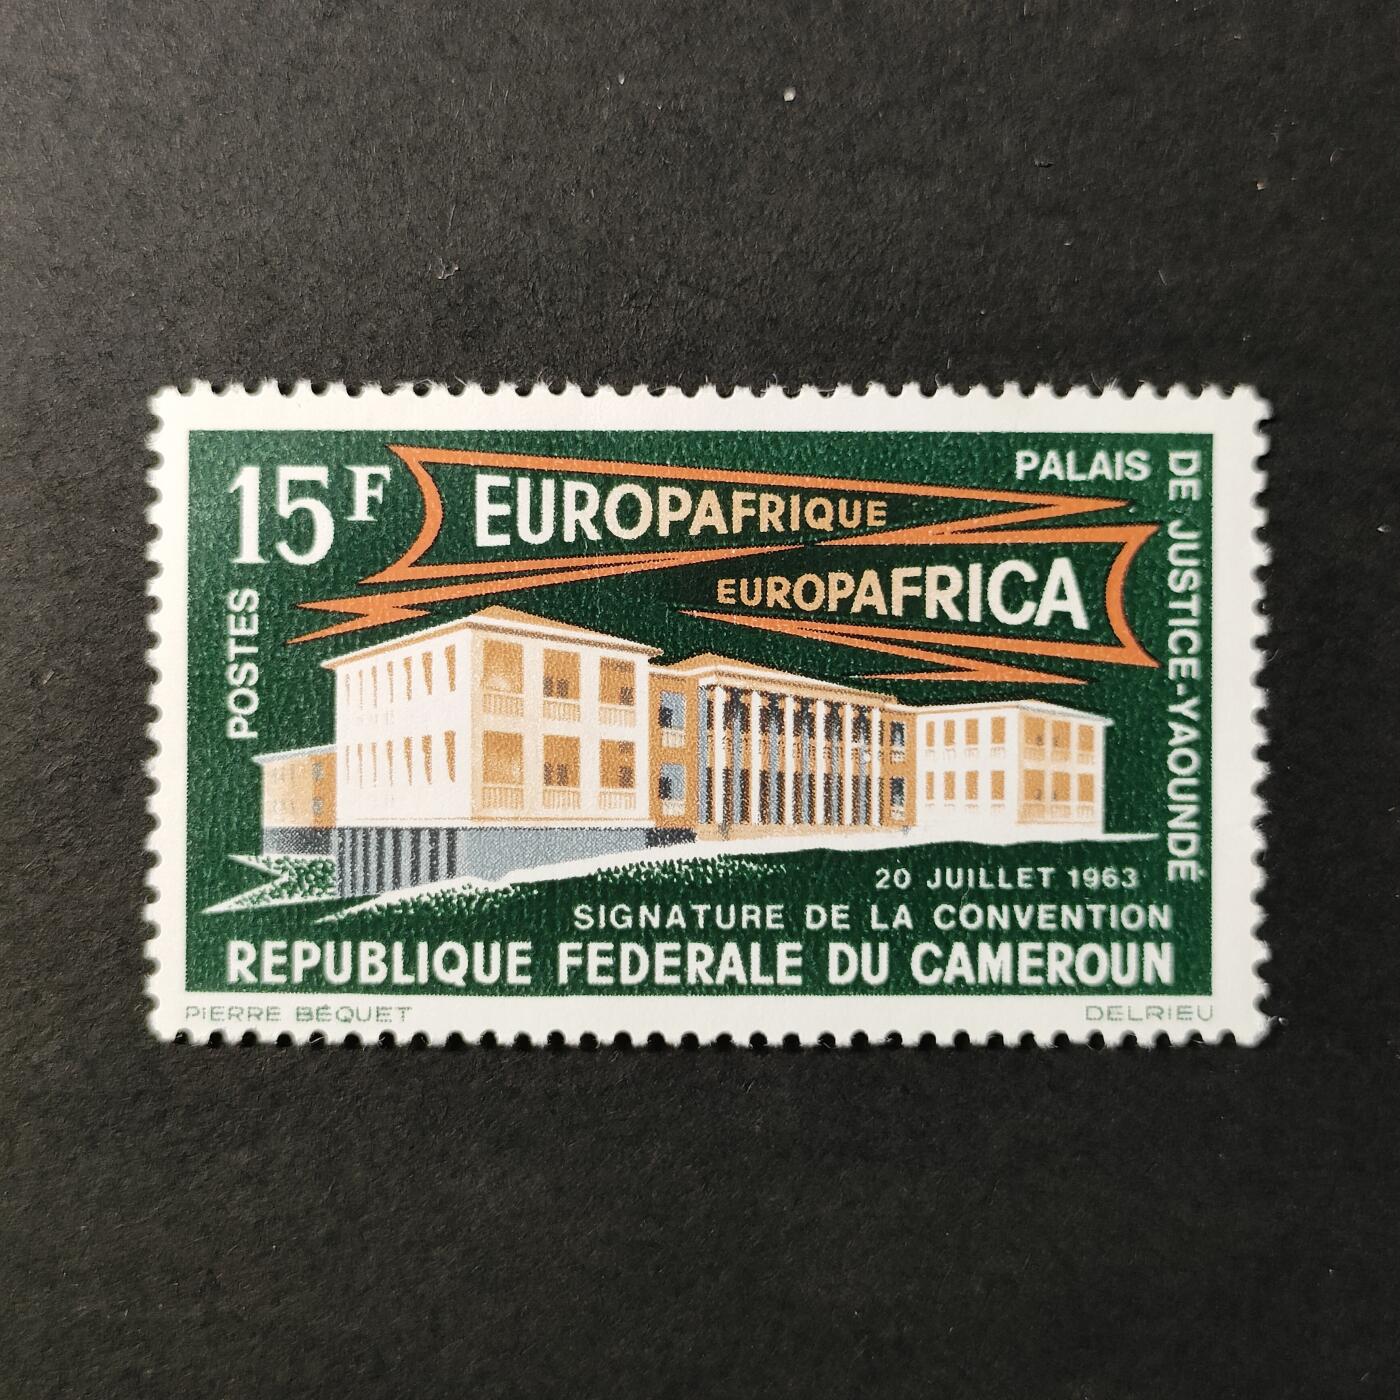 15F
POSTES
EUROPAFRIQUE
EUROPAFRICA
PALAIS DE JUSTICE-YAOUNDÉ
20 JUILLET 1963
SIGNATURE DE LA CONVENTION
REPUBLIQUE FEDERALE DU CAMEROUN
PIERRE BÉQUET
DELRIEU